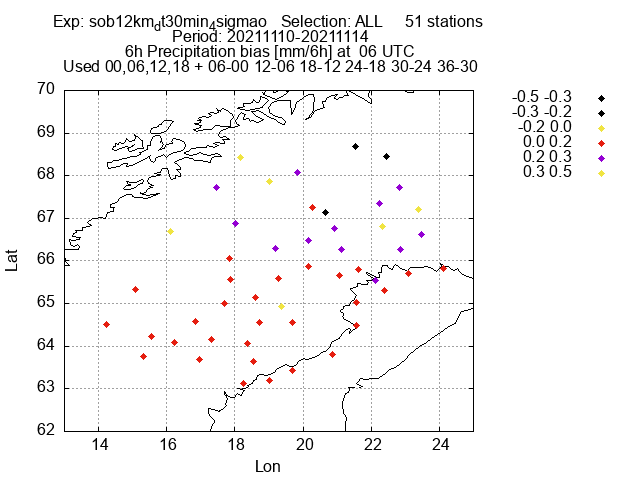 Exp: sob12km_dt30min_4sigmao   Selection: ALL     51 stations
Period: 20211110-20211114
6h Precipitation bias [mm/6h] at  06 UTC
Used 00,06,12,18 + 06-00 12-06 18-12 24-18 30-24 36-30
-0.5 -0.3
-0.3 -0.2
-0.2 0.0
0.0 0.2
0.2 0.3
0.3 0.5
70
69
68
67
66
65
64
63
62
Lat
14 16 18 20 22 24
Lon